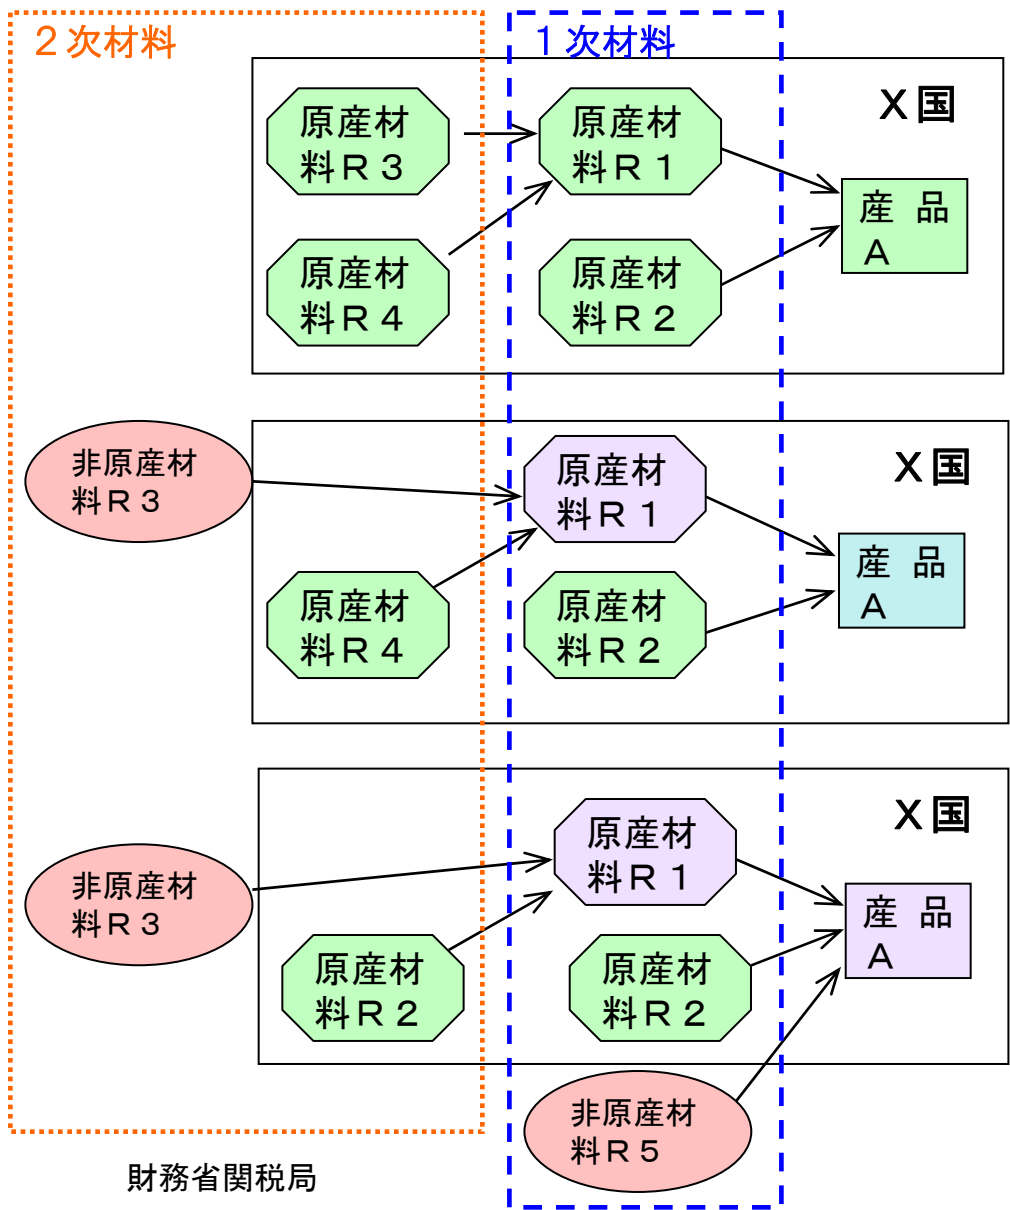 ２次材料
１次材料
Ｘ国
原産材
料Ｒ３
原産材
料Ｒ１
産 品
Ａ
原産材
料Ｒ４
原産材
料Ｒ２
Ｘ国
非原産材
料Ｒ３
原産材
料Ｒ１
産 品
Ａ
原産材
料Ｒ４
原産材
料Ｒ２
Ｘ国
非原産材
料Ｒ３
原産材
料Ｒ１
産 品
Ａ
原産材
料Ｒ２
原産材
料Ｒ２
非原産材
料Ｒ５
財務省関税局